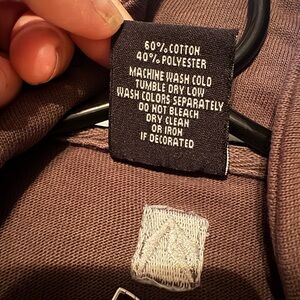 60% COTTON
40% POLYESTER
MACHINE WASH COLD
TUMBLE DRY LOW
WASH COLORS SEPARATELY
DO NOT BLEACH
DRY CLEAN
OR IRON
IF DECORATED